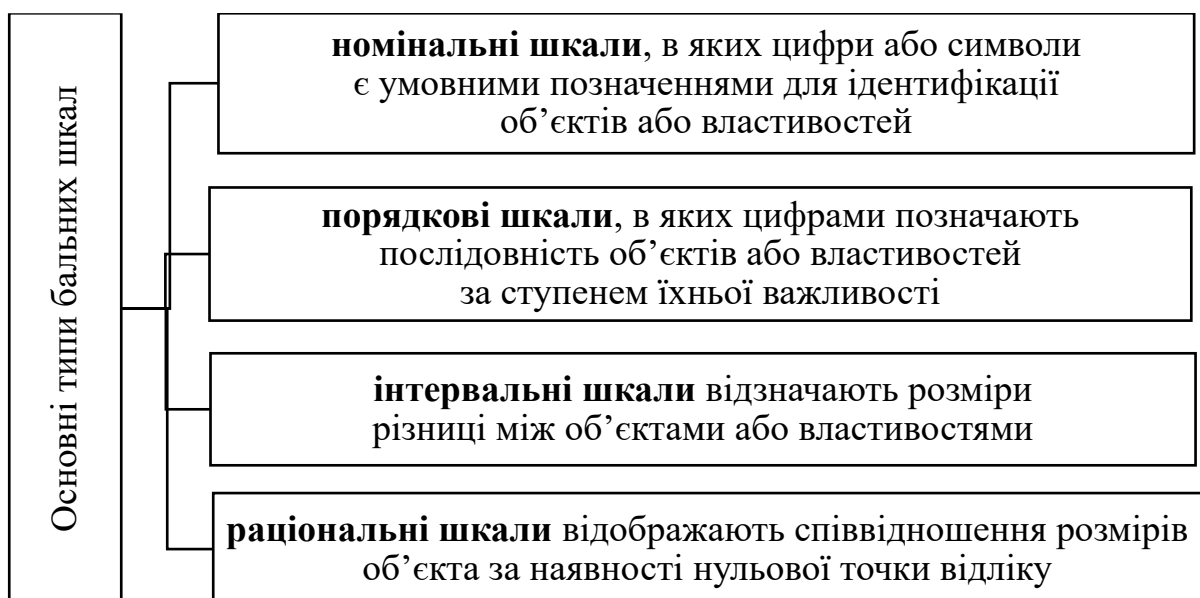 Основні типи бальних шкал
номінальні шкали, в яких цифри або символи
є умовними позначеннями для ідентифікації
об’єктів або властивостей
порядкові шкали, в яких цифрами позначають
послідовність об’єктів або властивостей
за ступенем їхньої важливості
інтервальні шкали відзначають розміри
різниці між об’єктами або властивостями
раціональні шкали відображають співвідношення розмірів
об’єкта за наявності нульової точки відліку